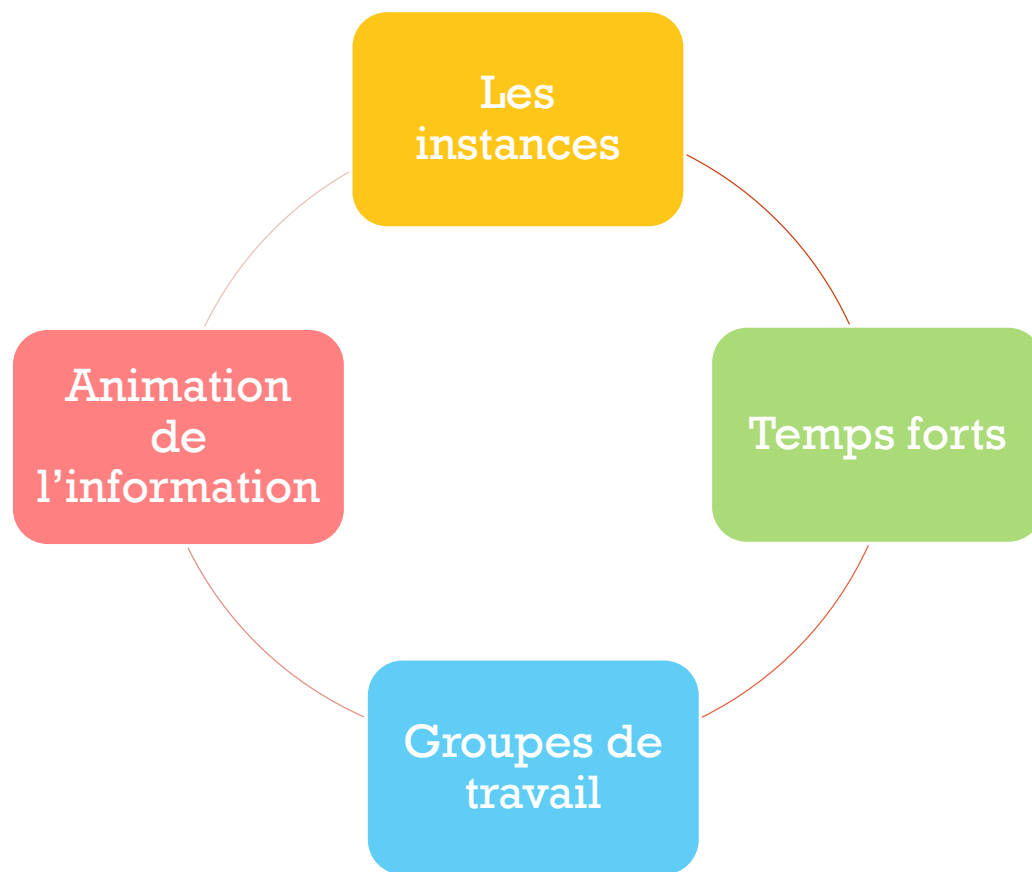 Les
instances
Temps forts
Groupes de
travail
Animation
de
l’information